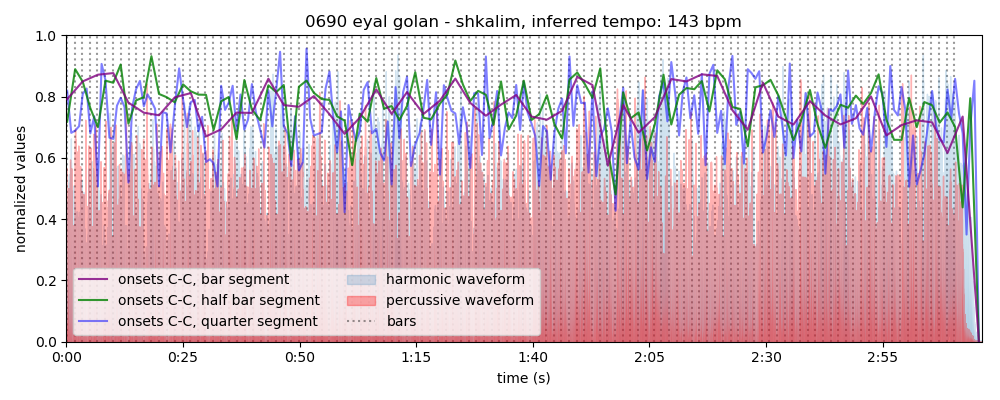 0690 eyal golan - shkalim, inferred tempo: 143 bpm
normalized values
1.0
0.8
0.6
0.4
0.2
0.0
onsets C-C, bar segment
onsets C-C, half bar segment
onsets C-C, quarter segment
harmonic waveform
percussive waveform
bars
0:00 0:25 0:50 1:15 1:40 2:05 2:30 2:55
time (s)